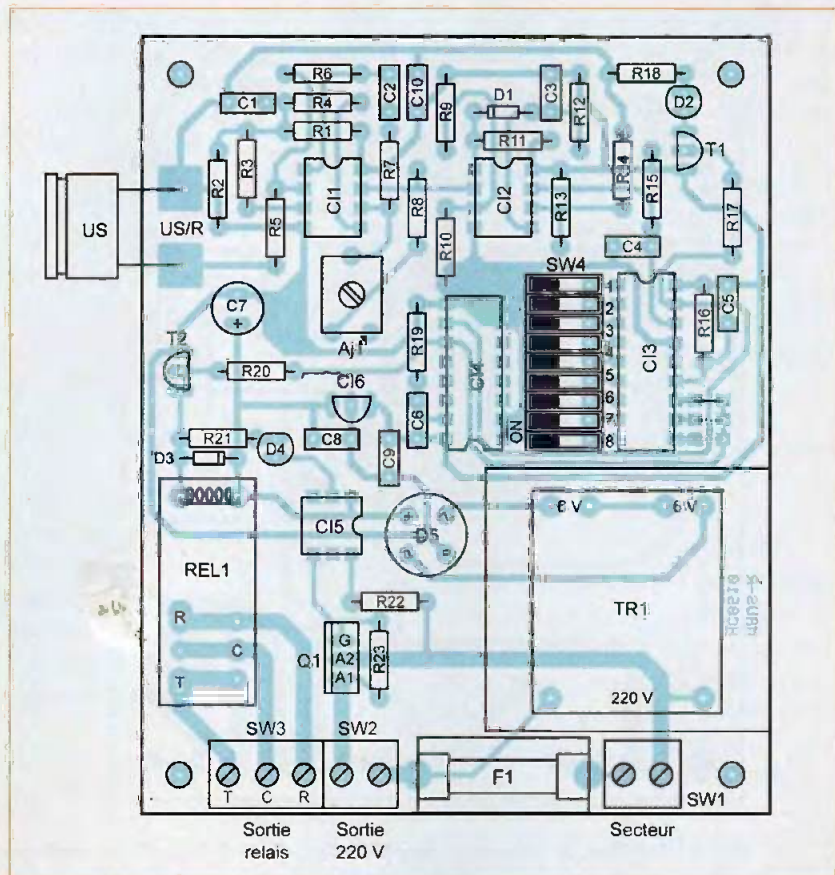 R6
R4
R1
C1
C2
C10
R9
D1
R11
C3
R12
R18
D2
T1
R14
R15
R17
R2
R3
R5
CI1
R7
R8
R10
CI2
R13
US
US/R
C4
SW4
C7
+
Aj1
R19
CI4
1
2
3
4
5
6
7
8
ON
CI3
R16
C5
T2
R20
CI6
R21
D4
C8
C9
C6
D3
CI5
D5
6 V
6 V
REL1
R
C
T
R22
Q1
G
A2
A1
R23
TR1
220 V
SW3
SW2
T
C
R
F1
SW1
Sortie
relais
Sortie
220 V
Secteur